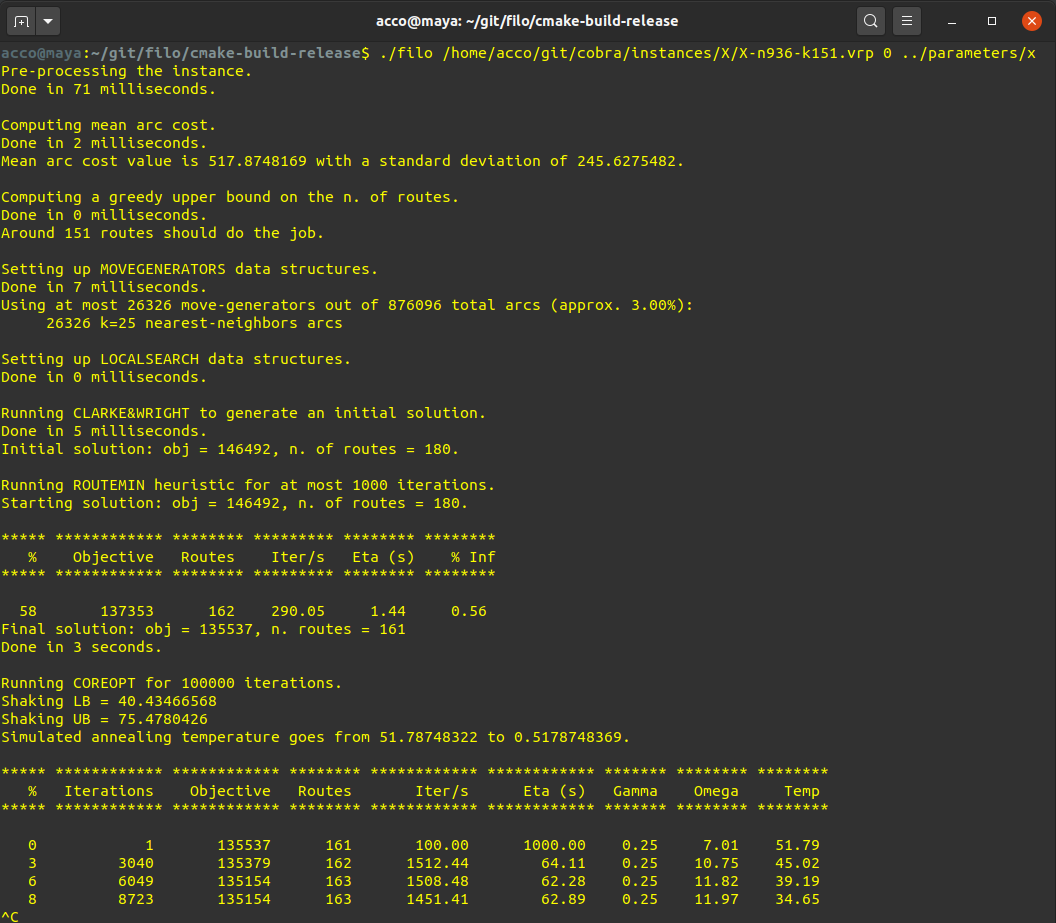 acco@maya: ~/git/filo/cmake-build-release
acco@maya:~/git/filo/cmake-build-release$ ./filo /home/acco/git/cobra/instances/X/X-n936-k151.vrp 0 ../parameters/x
Pre-processing the instance.
Done in 71 milliseconds.
Computing mean arc cost.
Done in 2 milliseconds.
Mean arc cost value is 517.8748169 with a standard deviation of 245.6275482.
Computing a greedy upper bound on the n. of routes.
Done in 0 milliseconds.
Around 151 routes should do the job.
Setting up MOVEGENERATORS data structures.
Done in 7 milliseconds.
Using at most 26326 move-generators out of 876096 total arcs (approx. 3.00%):
     26326 k=25 nearest-neighbors arcs
Setting up LOCALSEARCH data structures.
Done in 0 milliseconds.
Running CLARKE&WRIGHT to generate an initial solution.
Done in 5 milliseconds.
Initial solution: obj = 146492, n. of routes = 180.
Running ROUTEMIN heuristic for at most 1000 iterations.
Starting solution: obj = 146492, n. of routes = 180.
***** ************ ******** ********* ******** ********
   %    Objective   Routes    Iter/s   Eta (s)    % Inf
***** ************ ******** ********* ******** ********
  58       137353      162    290.05     1.44     0.56
Final solution: obj = 135537, n. routes = 161
Done in 3 seconds.
Running COREOPT for 100000 iterations.
Shaking LB = 40.43466568
Shaking UB = 75.4780426
Simulated annealing temperature goes from 51.78748322 to 0.5178748369.
***** ************ ************ ******** ************ ************ ******* ******** ********
   %   Iterations    Objective   Routes       Iter/s      Eta (s)   Gamma    Omega     Temp
***** ************ ************ ******** ************ ************ ******* ******** ********
   0            1       135537      161       100.00      1000.00    0.25     7.01    51.79
   3         3040       135379      162      1512.44        64.11    0.25    10.75    45.02
   6         6049       135154      163      1508.48        62.28    0.25    11.82    39.19
   8         8723       135154      163      1451.41        62.89    0.25    11.97    34.65
^C